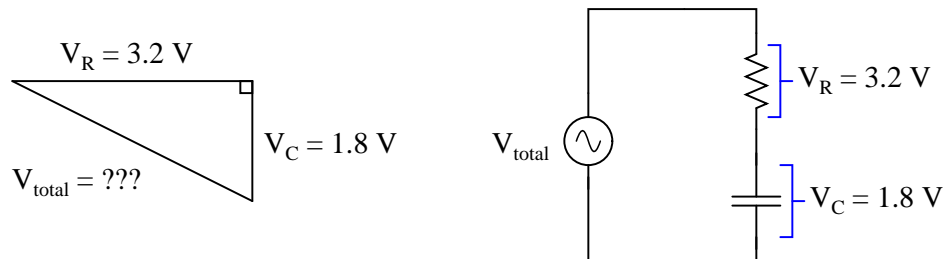 V_R = 3.2 V
V_C = 1.8 V
V_total = ???
V_total
V_R = 3.2 V
V_C = 1.8 V